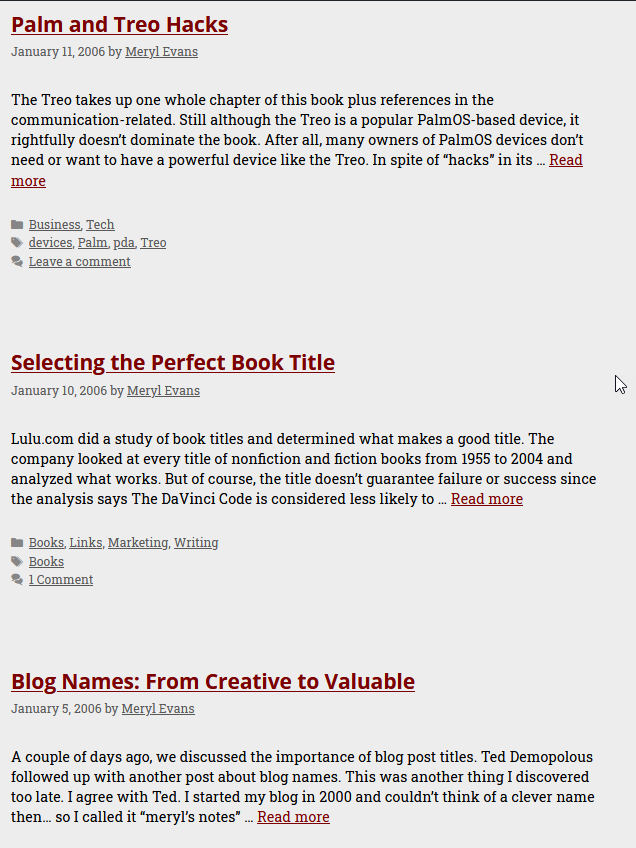 Palm and Treo Hacks
January 11, 2006 by Meryl Evans
The Treo takes up one whole chapter of this book plus references in the
communication-related. Still although the Treo is a popular PalmOS-based device, it
rightfully doesn’t dominate the book. After all, many owners of PalmOS devices don’t
need or want to have a powerful device like the Treo. In spite of “hacks” in its … Read
more
Business, Tech
devices, Palm, pda, Treo
Leave a comment
Selecting the Perfect Book Title
January 10, 2006 by Meryl Evans
Lulu.com did a study of book titles and determined what makes a good title. The
company looked at every title of nonfiction and fiction books from 1955 to 2004 and
analyzed what works. But of course, the title doesn’t guarantee failure or success since
the analysis says The DaVinci Code is considered less likely to … Read more
Books, Links, Marketing, Writing
Books
1 Comment
Blog Names: From Creative to Valuable
January 5, 2006 by Meryl Evans
A couple of days ago, we discussed the importance of blog post titles. Ted Demopolous
followed up with another post about blog names. This was another thing I discovered
too late. I agree with Ted. I started my blog in 2000 and couldn’t think of a clever name
then… so I called it “meryl’s notes” … Read more